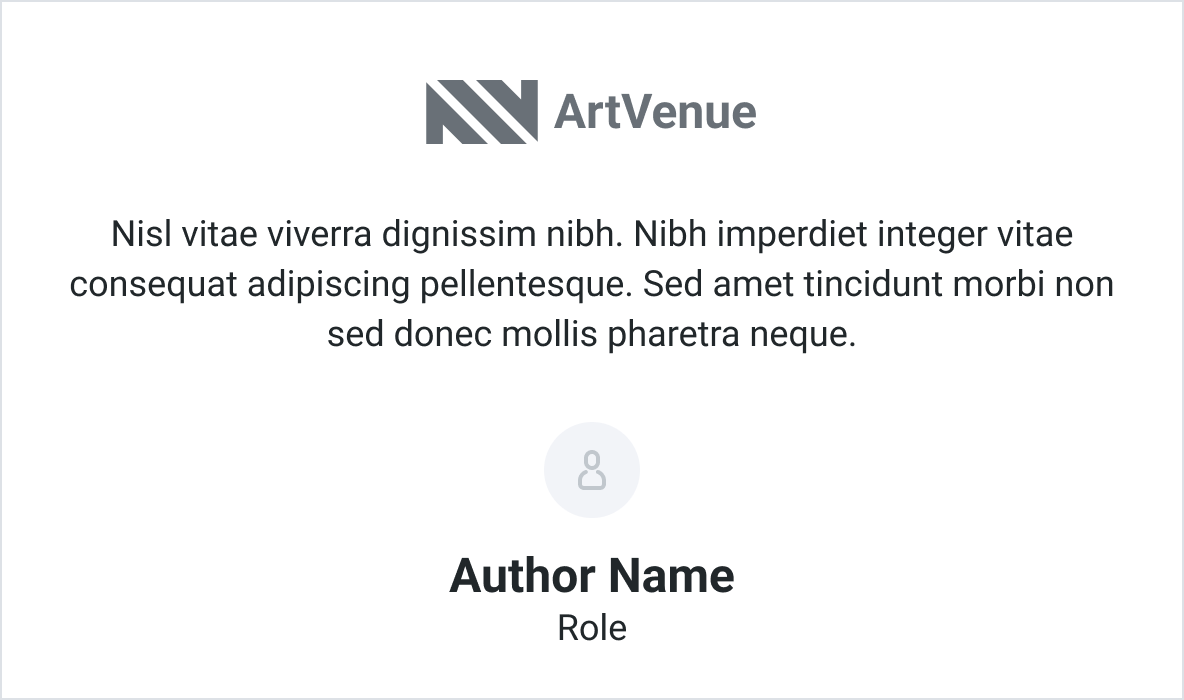 ArtVenue
Nisl vitae viverra dignissim nibh. Nibh imperdiet integer vitae
consequat adipiscing pellentesque. Sed amet tincidunt morbi non
sed donec mollis pharetra neque.
Author Name
Role